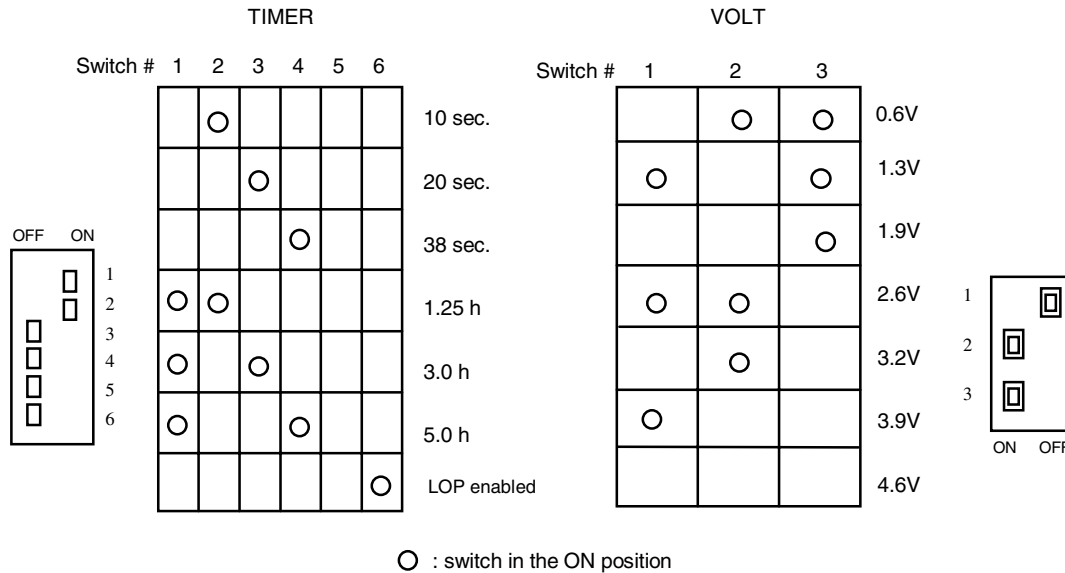 TIMER
Switch # 1 2 3 4 5 6
10 sec.
20 sec.
38 sec.
1.25 h
3.0 h
5.0 h
LOP enabled
OFF ON
1
2
3
4
5
6
VOLT
Switch # 1 2 3
0.6V
1.3V
1.9V
2.6V
3.2V
3.9V
4.6V
1
2
3
ON OFF
: switch in the ON position